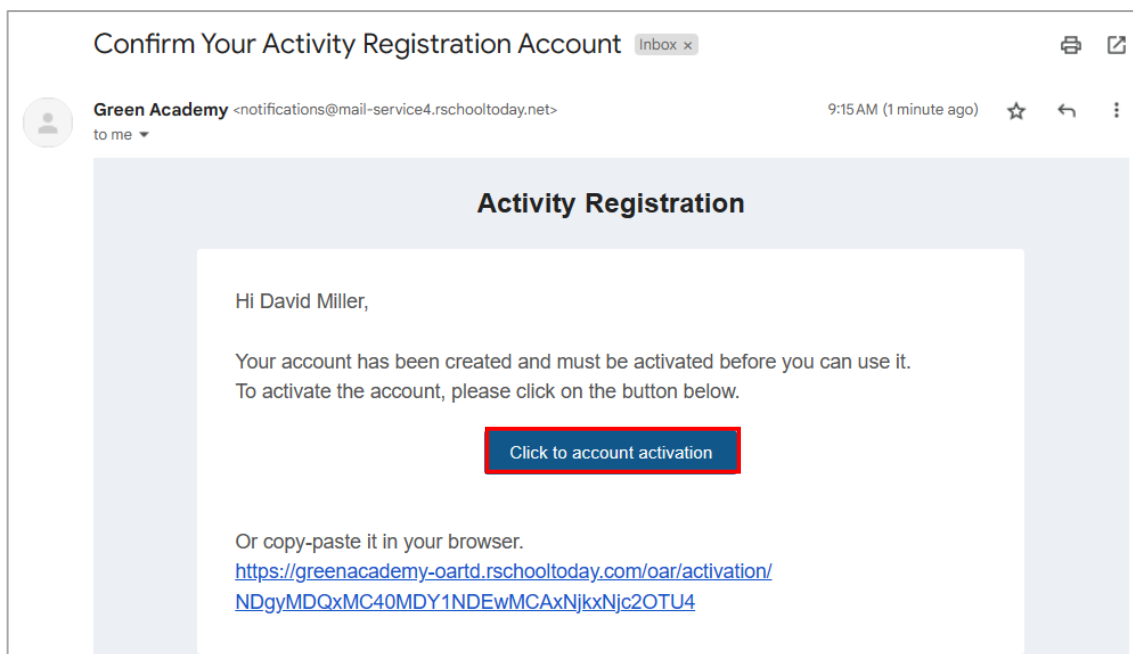 Confirm Your Activity Registration Account Inbox ×
Green Academy <notifications@mail-service4.rschooltoday.net> 9:15 AM (1 minute ago)
to me
Activity Registration
Hi David Miller,
Your account has been created and must be activated before you can use it.
To activate the account, please click on the button below.
Click to account activation
Or copy-paste it in your browser.
https://greenacademy-oartd.rschooltoday.com/oar/activation/
NDgyMDQxMC40MDY1NDEwMCAxNjkxNjc2OTU4